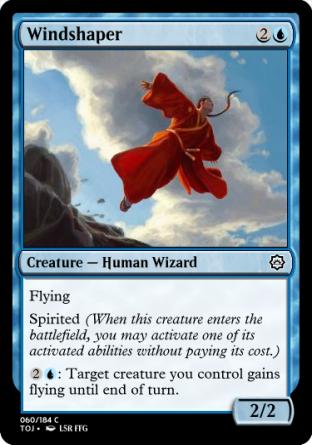 Windshaper 2
Creature — Human Wizard
Flying
Spirited (When this creature enters the
battlefield, you may activate one of its
activated abilities without paying its cost.)
2 : Target creature you control gains
flying until end of turn.
2/2
060/184 C
TOJ • LSR FFG